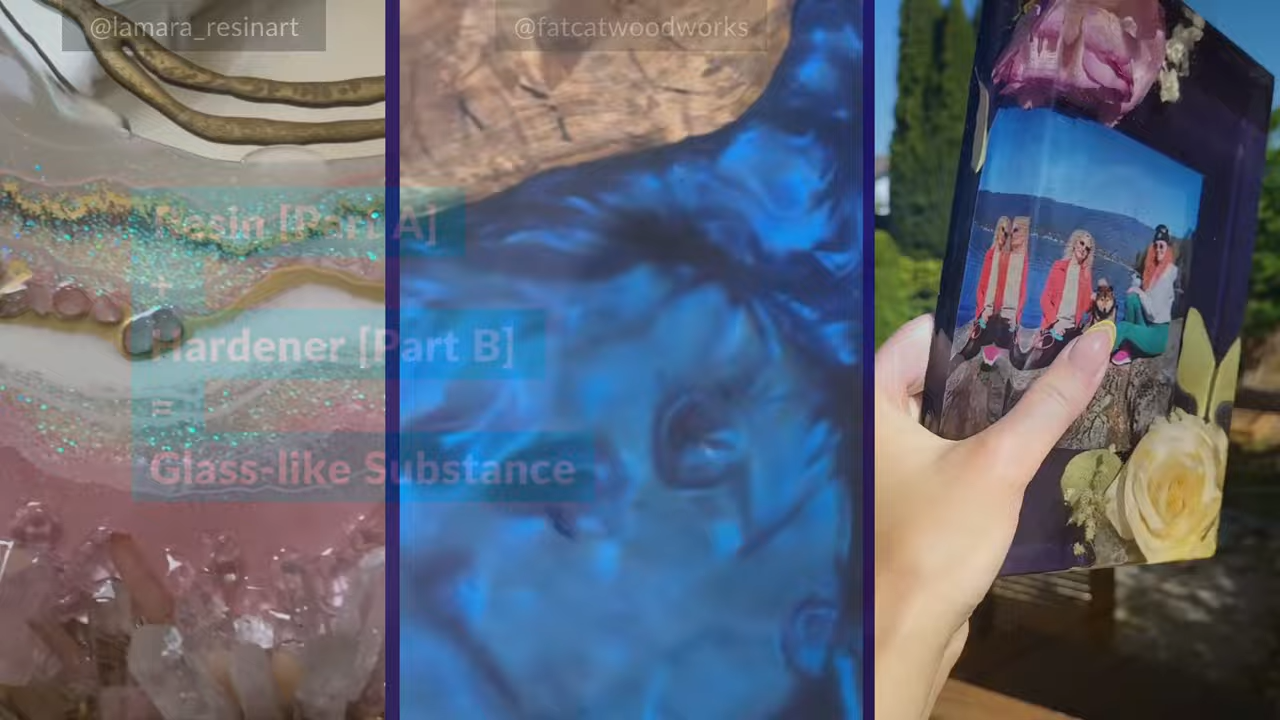 @lamara_resinart
@fatcatwoodworks
Resin [Part A]
+
Hardener [Part B]
=
Glass-like Substance